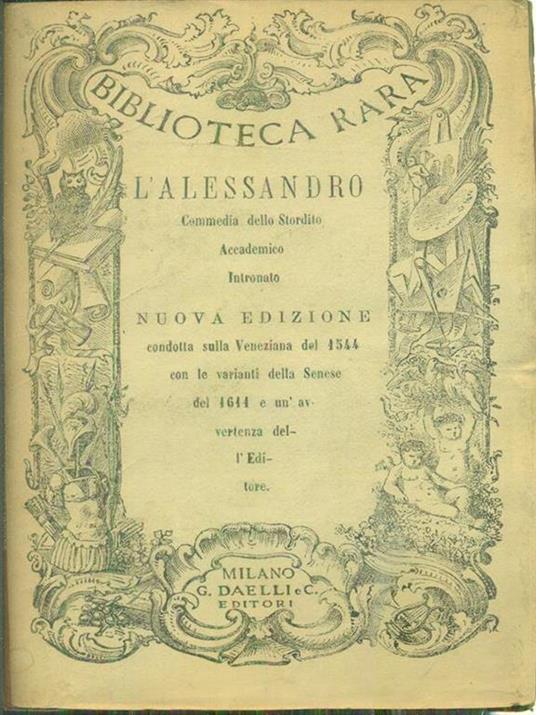 BIBLIOTECA RARA
L'ALESSANDRO
Commedia dello Stordito
Accademico
Intronato
NUOVA EDIZIONE
condotta sulla Veneziana del 1544
con le varianti della Senese
del 1611 e un' av-
vertenza del-
l' Edi-
tore.
MILANO
G. DAELLI e C.
EDITORI